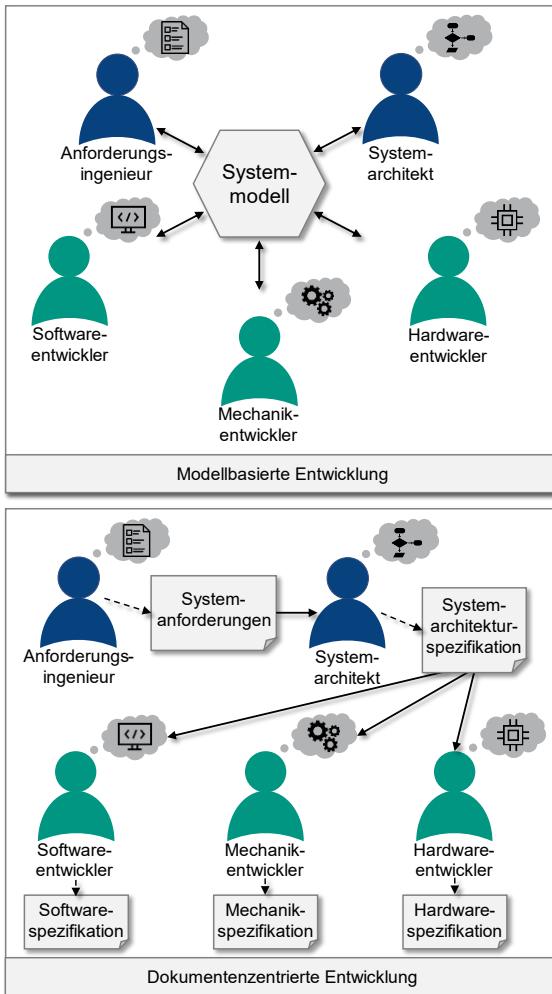 Anforderungs-
ingenieur
System-
architekt
System-
modell
</>
Software-
entwickler
Hardware-
entwickler
Mechanik-
entwickler
Modellbasierte Entwicklung
System-
anforderungen
System-
architektur-
spezifikation
Anforderungs-
ingenieur
System-
architekt
</>
Software-
entwickler
Mechanik-
entwickler
Hardware-
entwickler
Software-
spezifikation
Mechanik-
spezifikation
Hardware-
spezifikation
Dokumentenzentrierte Entwicklung